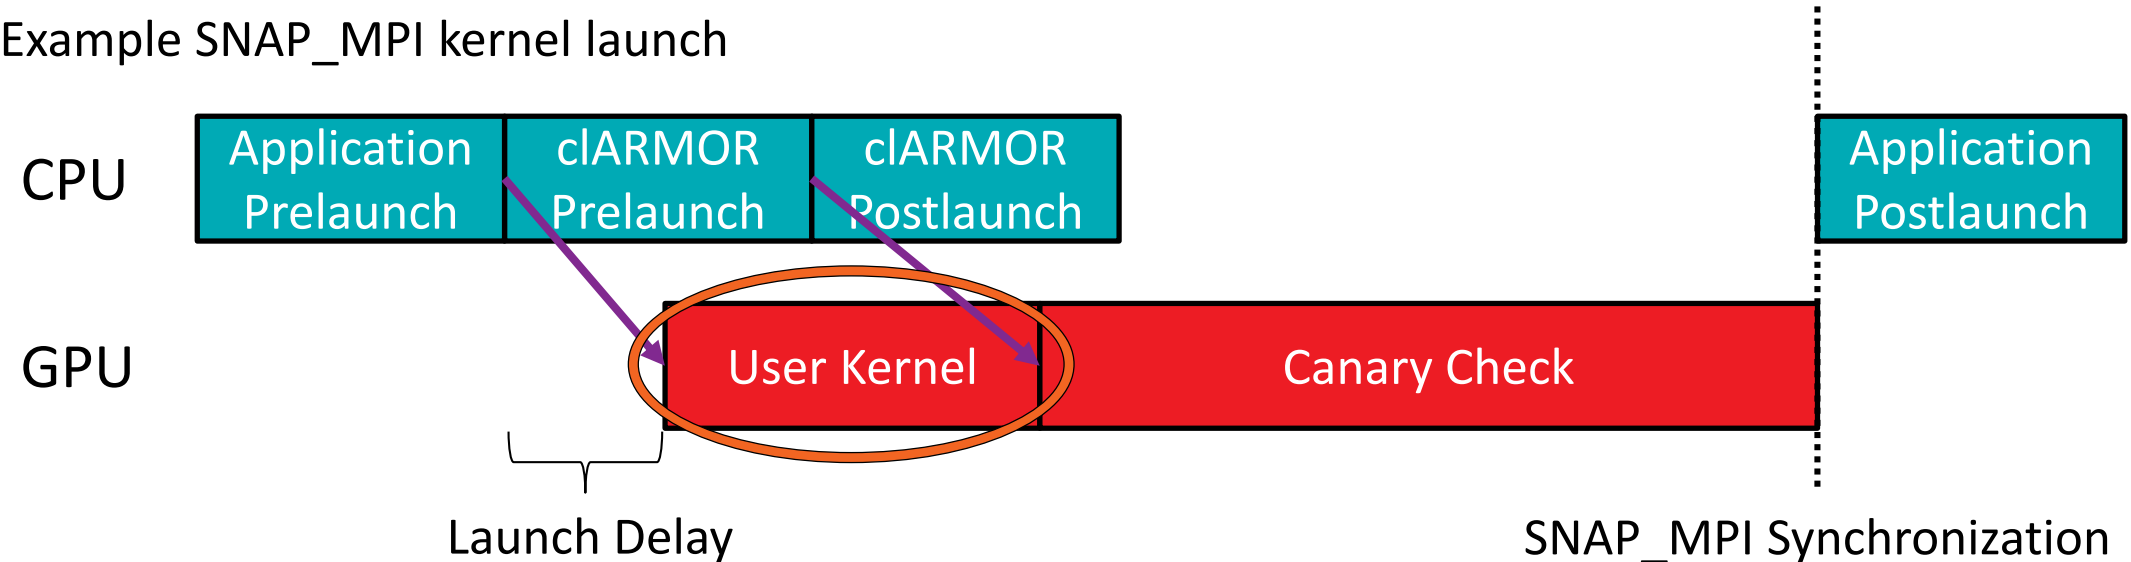 Example SNAP_MPI kernel launch
CPU
Application
Prelaunch
clARMOR
Prelaunch
clARMOR
Postlaunch
Application
Postlaunch
GPU
User Kernel
Canary Check
Launch Delay
SNAP_MPI Synchronization